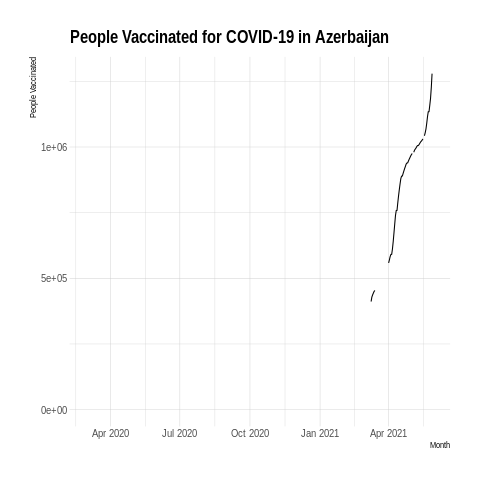 People Vaccinated for COVID-19 in Azerbaijan
People Vaccinated
1e+06
5e+05
0e+00
Apr 2020 Jul 2020 Oct 2020 Jan 2021 Apr 2021
Month